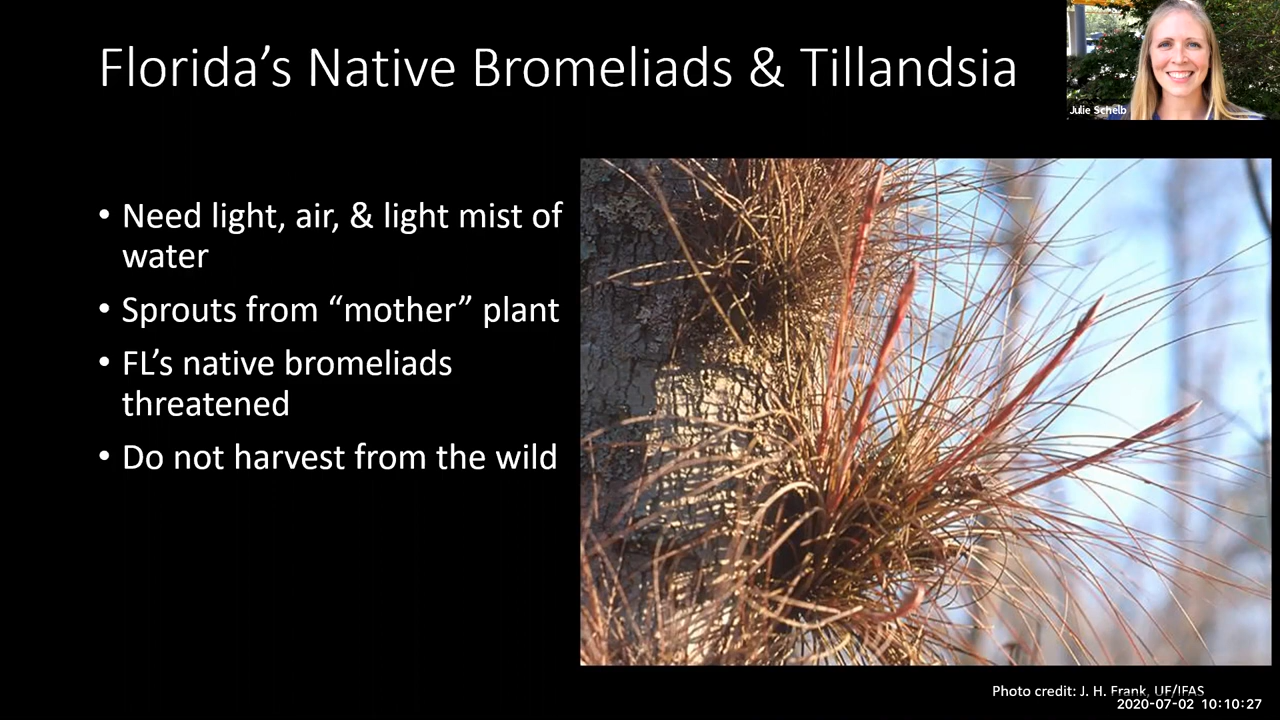 Florida’s Native Bromeliads & Tillandsia
Julie Schelb
• Need light, air, & light mist of
water
• Sprouts from “mother” plant
• FL’s native bromeliads
threatened
• Do not harvest from the wild
Photo credit: J. H. Frank, UF/IFAS
2020-07-02 10:10:27